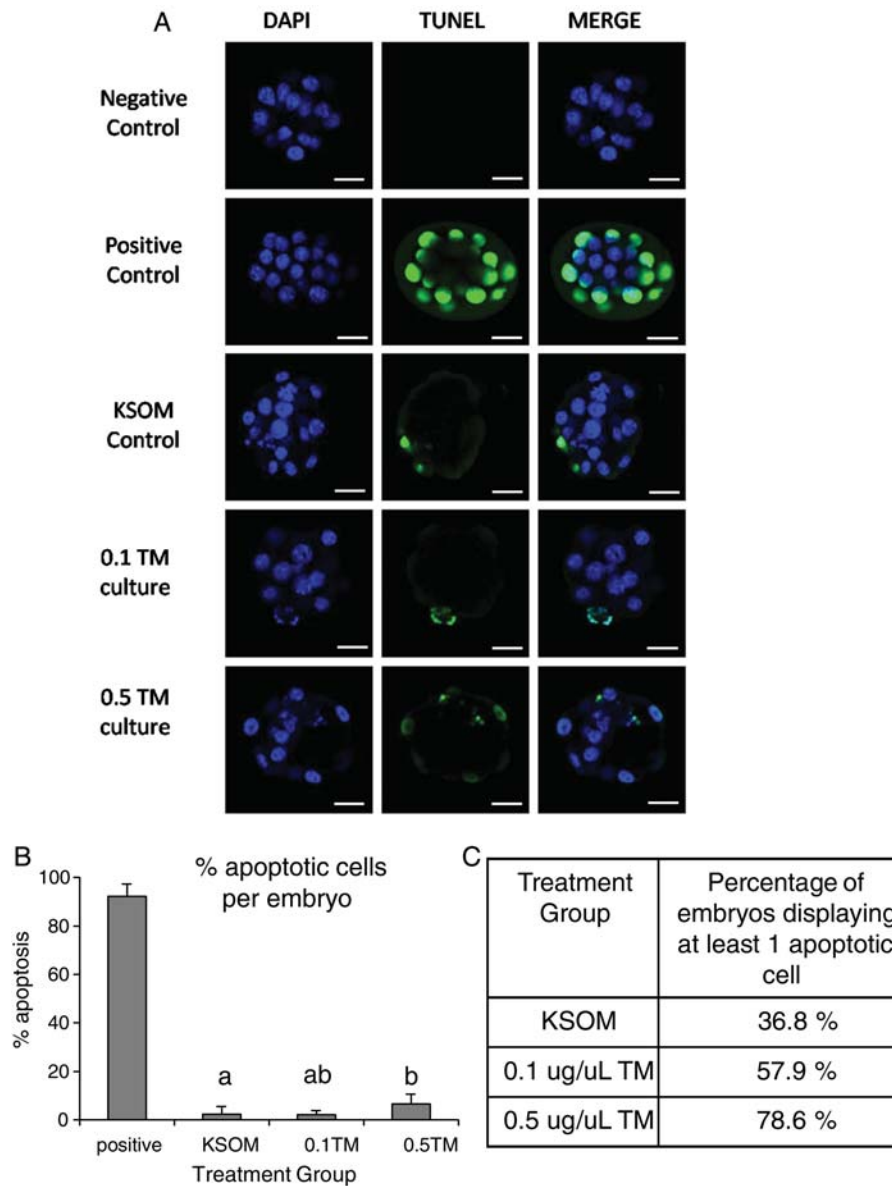 A
DAPI TUNEL MERGE
Negative
Control
Positive
Control
KSOM
Control
0.1 TM
culture
0.5 TM
culture
B
% apoptotic cells
per embryo
% apoptosis
100
80
60
40
20
0
a ab b
positive KSOM 0.1TM 0.5TM
Treatment Group
C
Treatment
Group
Percentage of
embryos displaying
at least 1 apoptotic
cell
KSOM 36.8 %
0.1 ug/uL TM 57.9 %
0.5 ug/uL TM 78.6 %